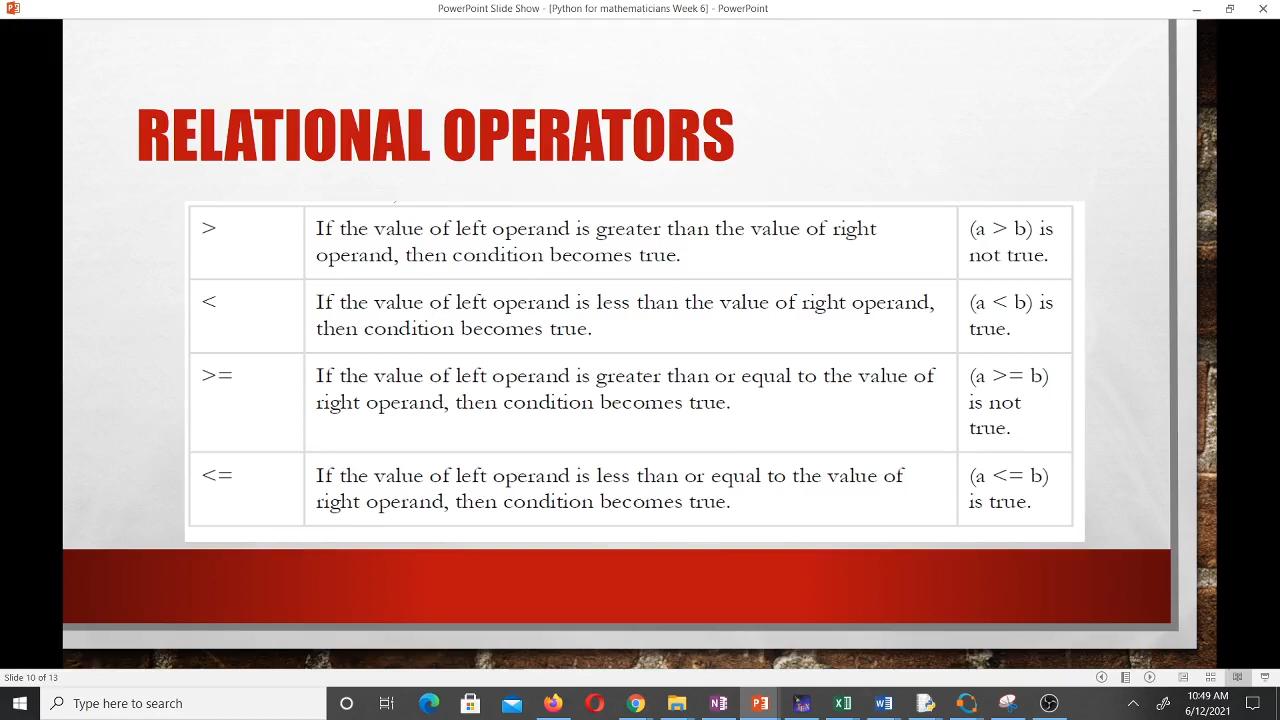 PowerPoint Slide Show - [Python for mathematicians Week 6] - PowerPoint
RELATIONAL OPERATORS
>
If the value of left operand is greater than the value of right
operand, then condition becomes true.
(a > b) is
not true.
<
If the value of left operand is less than the value of right operand,
then condition becomes true.
(a < b) is
true.
>=
If the value of left operand is greater than or equal to the value of
right operand, then condition becomes true.
(a >= b)
is not
true.
<=
If the value of left operand is less than or equal to the value of
right operand, then condition becomes true.
(a <= b)
is true.
Slide 10 of 13
Type here to search
10:49 AM
6/12/2021